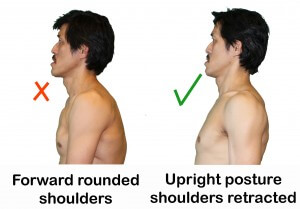 Forward rounded
shoulders
Upright posture
shoulders retracted